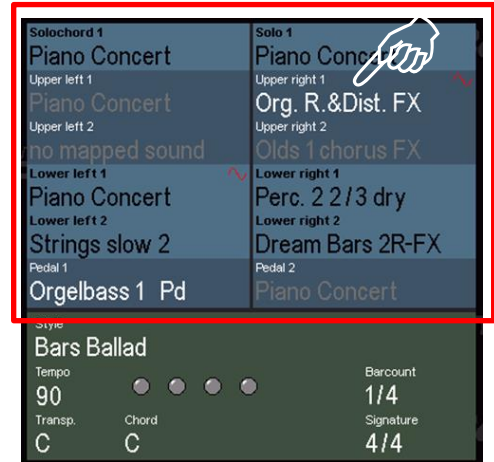 Solochord 1
Piano Concert
Solo 1
Piano Concert
Upper left 1
Piano Concert
Upper right 1
Org. R.&Dist. FX
Upper left 2
no mapped sound
Upper right 2
Olds 1 chorus FX
Lower left 1
Piano Concert
Lower right 1
Perc. 2 2/3 dry
Lower left 2
Strings slow 2
Lower right 2
Dream Bars 2R-FX
Pedal 1
Orgelbass 1 Pd
Pedal 2
Piano Concert
Style
Bars Ballad
Tempo
90
Barcount
1/4
Transp.
C
Chord
C
Signature
4/4